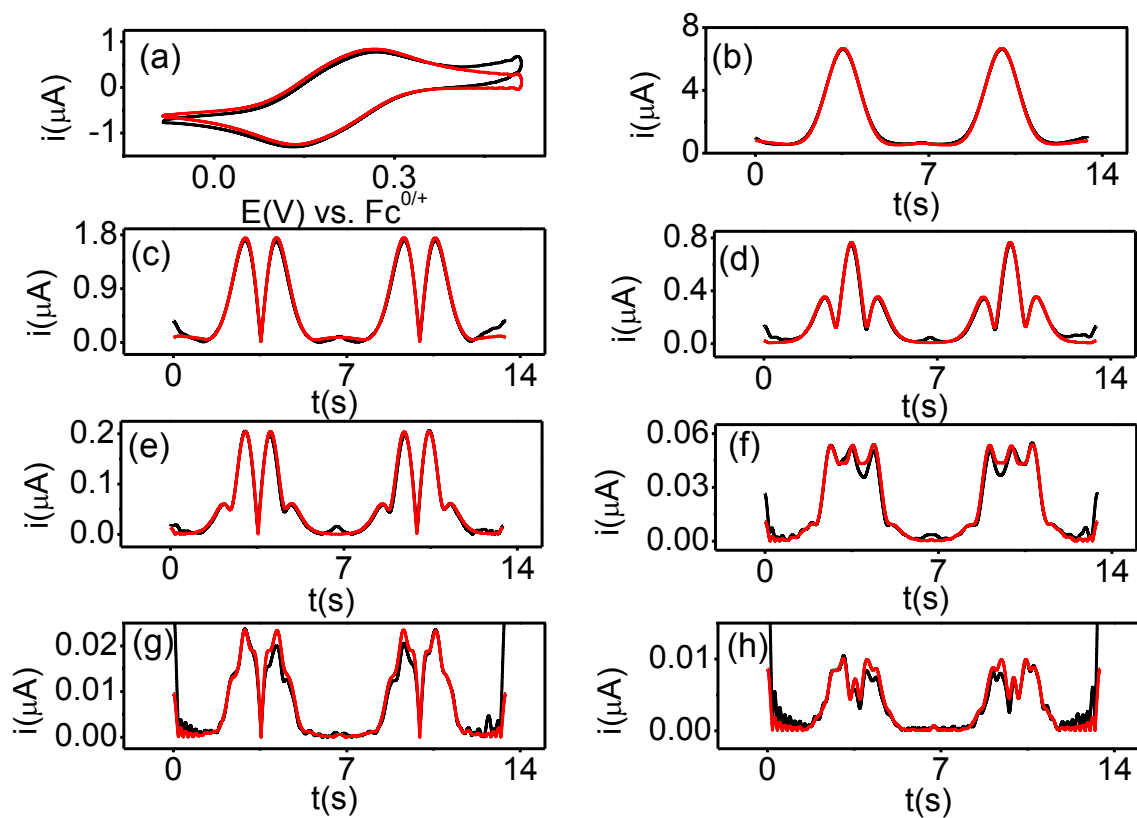 (a)
i(μA)
1
0
-1
0.0
0.3
E(V) vs. Fc0/+
(b)
i(μA)
8
4
0
0
7
14
t(s)
(c)
i(μA)
1.8
0.9
0.0
0
7
14
t(s)
(d)
i(μA)
0.8
0.4
0.0
0
7
14
t(s)
(e)
i(μA)
0.2
0.1
0.0
0
7
14
t(s)
(f)
i(μA)
0.06
0.03
0.00
0
7
14
t(s)
(g)
i(μA)
0.02
0.01
0.00
0
7
14
t(s)
(h)
i(μA)
0.01
0.00
0
7
14
t(s)